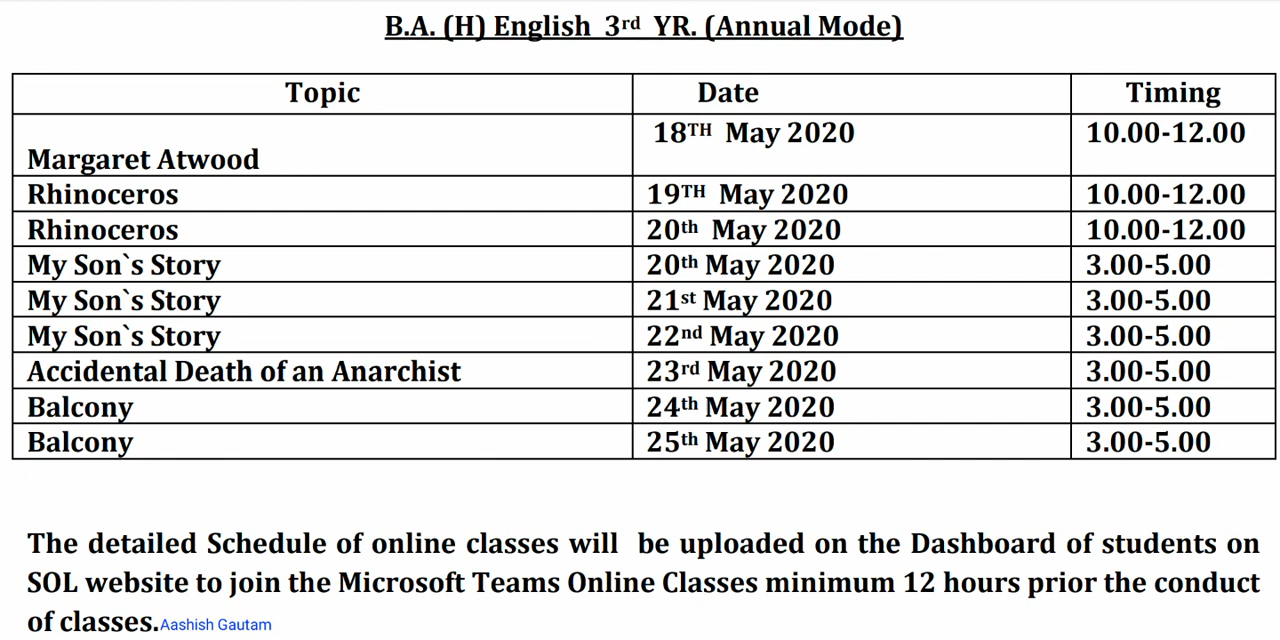 B.A. (H) English 3rd YR. (Annual Mode)
Topic Date Timing
Margaret Atwood 18TH May 2020 10.00-12.00
Rhinoceros 19TH May 2020 10.00-12.00
Rhinoceros 20th May 2020 10.00-12.00
My Son`s Story 20th May 2020 3.00-5.00
My Son`s Story 21st May 2020 3.00-5.00
My Son`s Story 22nd May 2020 3.00-5.00
Accidental Death of an Anarchist 23rd May 2020 3.00-5.00
Balcony 24th May 2020 3.00-5.00
Balcony 25th May 2020 3.00-5.00
The detailed Schedule of online classes will be uploaded on the Dashboard of students on
SOL website to join the Microsoft Teams Online Classes minimum 12 hours prior the conduct
of classes.Aashish Gautam